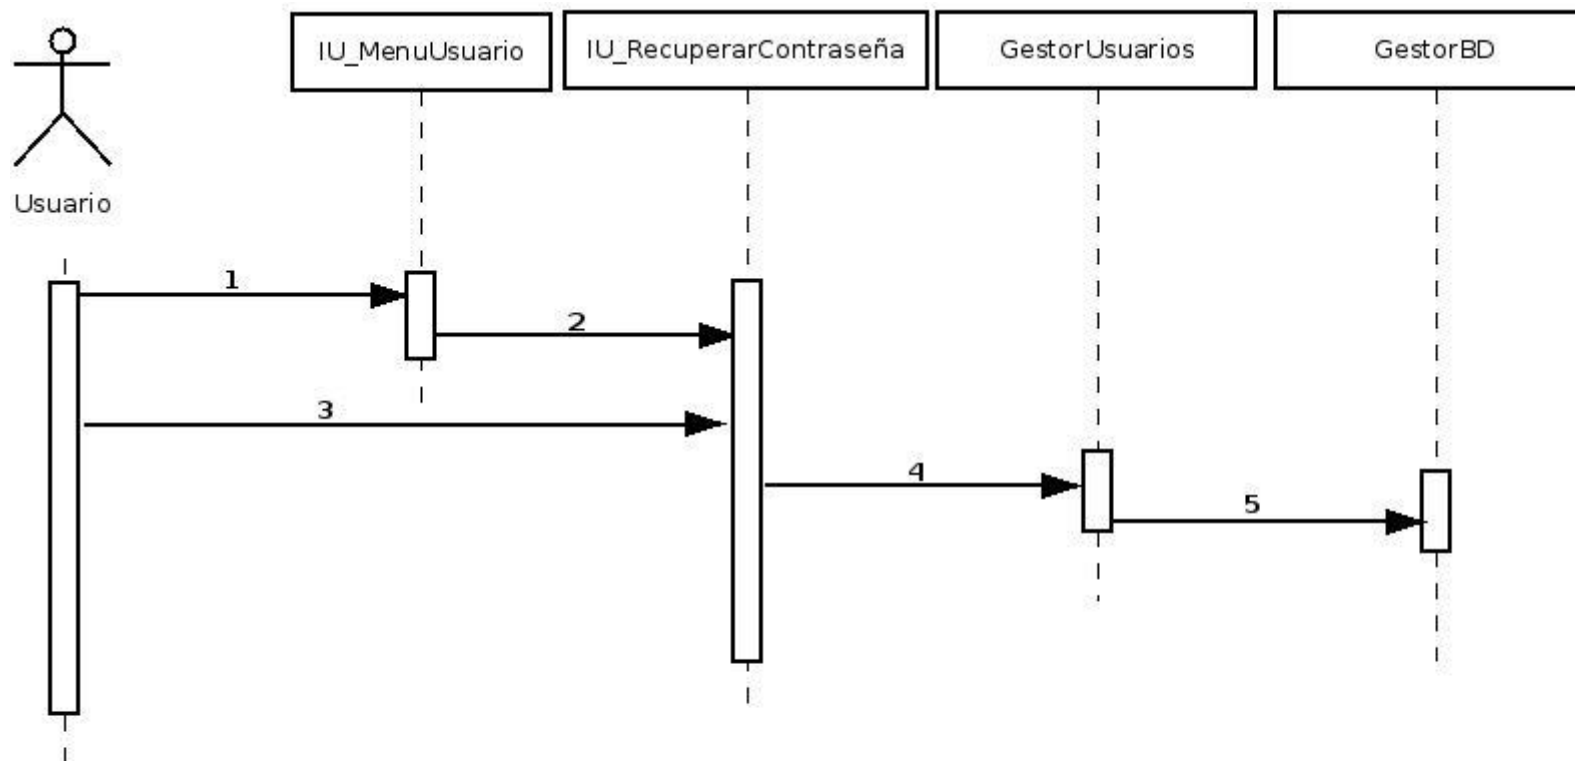 IU_MenuUsuario
IU_RecuperarContraseña
GestorUsuarios
GestorBD
Usuario
1
2
3
4
5